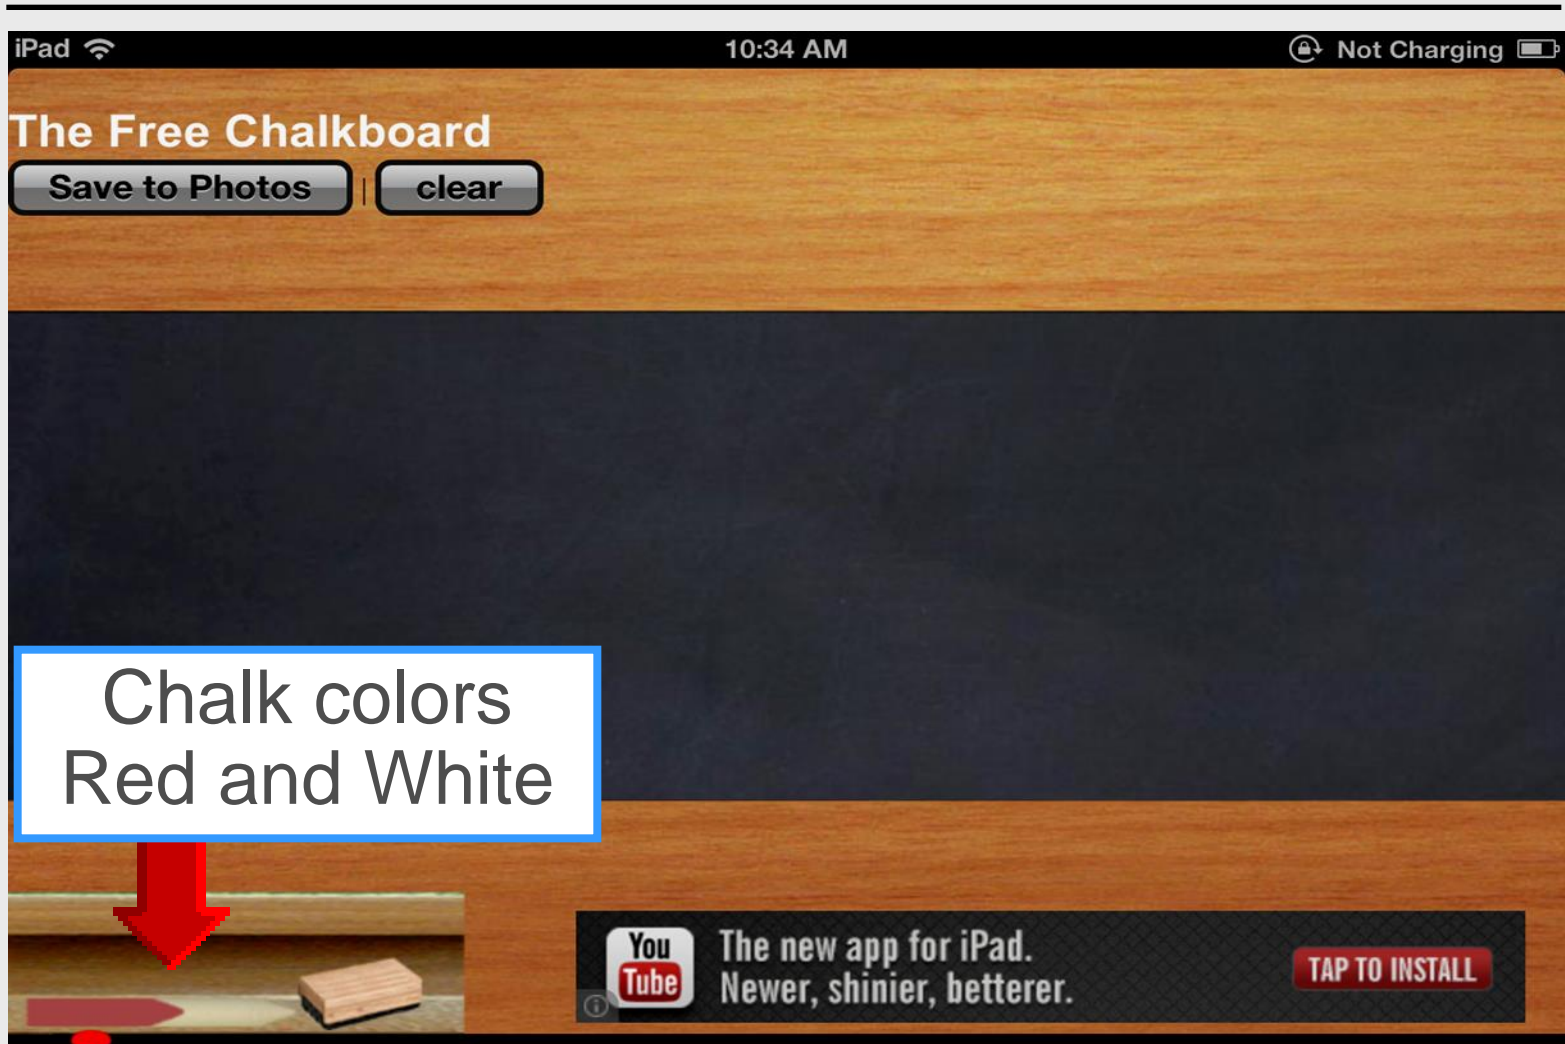 iPad 10:34 AM Not Charging
The Free Chalkboard
Save to Photos | clear
Chalk colors
Red and White
You
Tube
The new app for iPad.
Newer, shinier, betterer.
TAP TO INSTALL